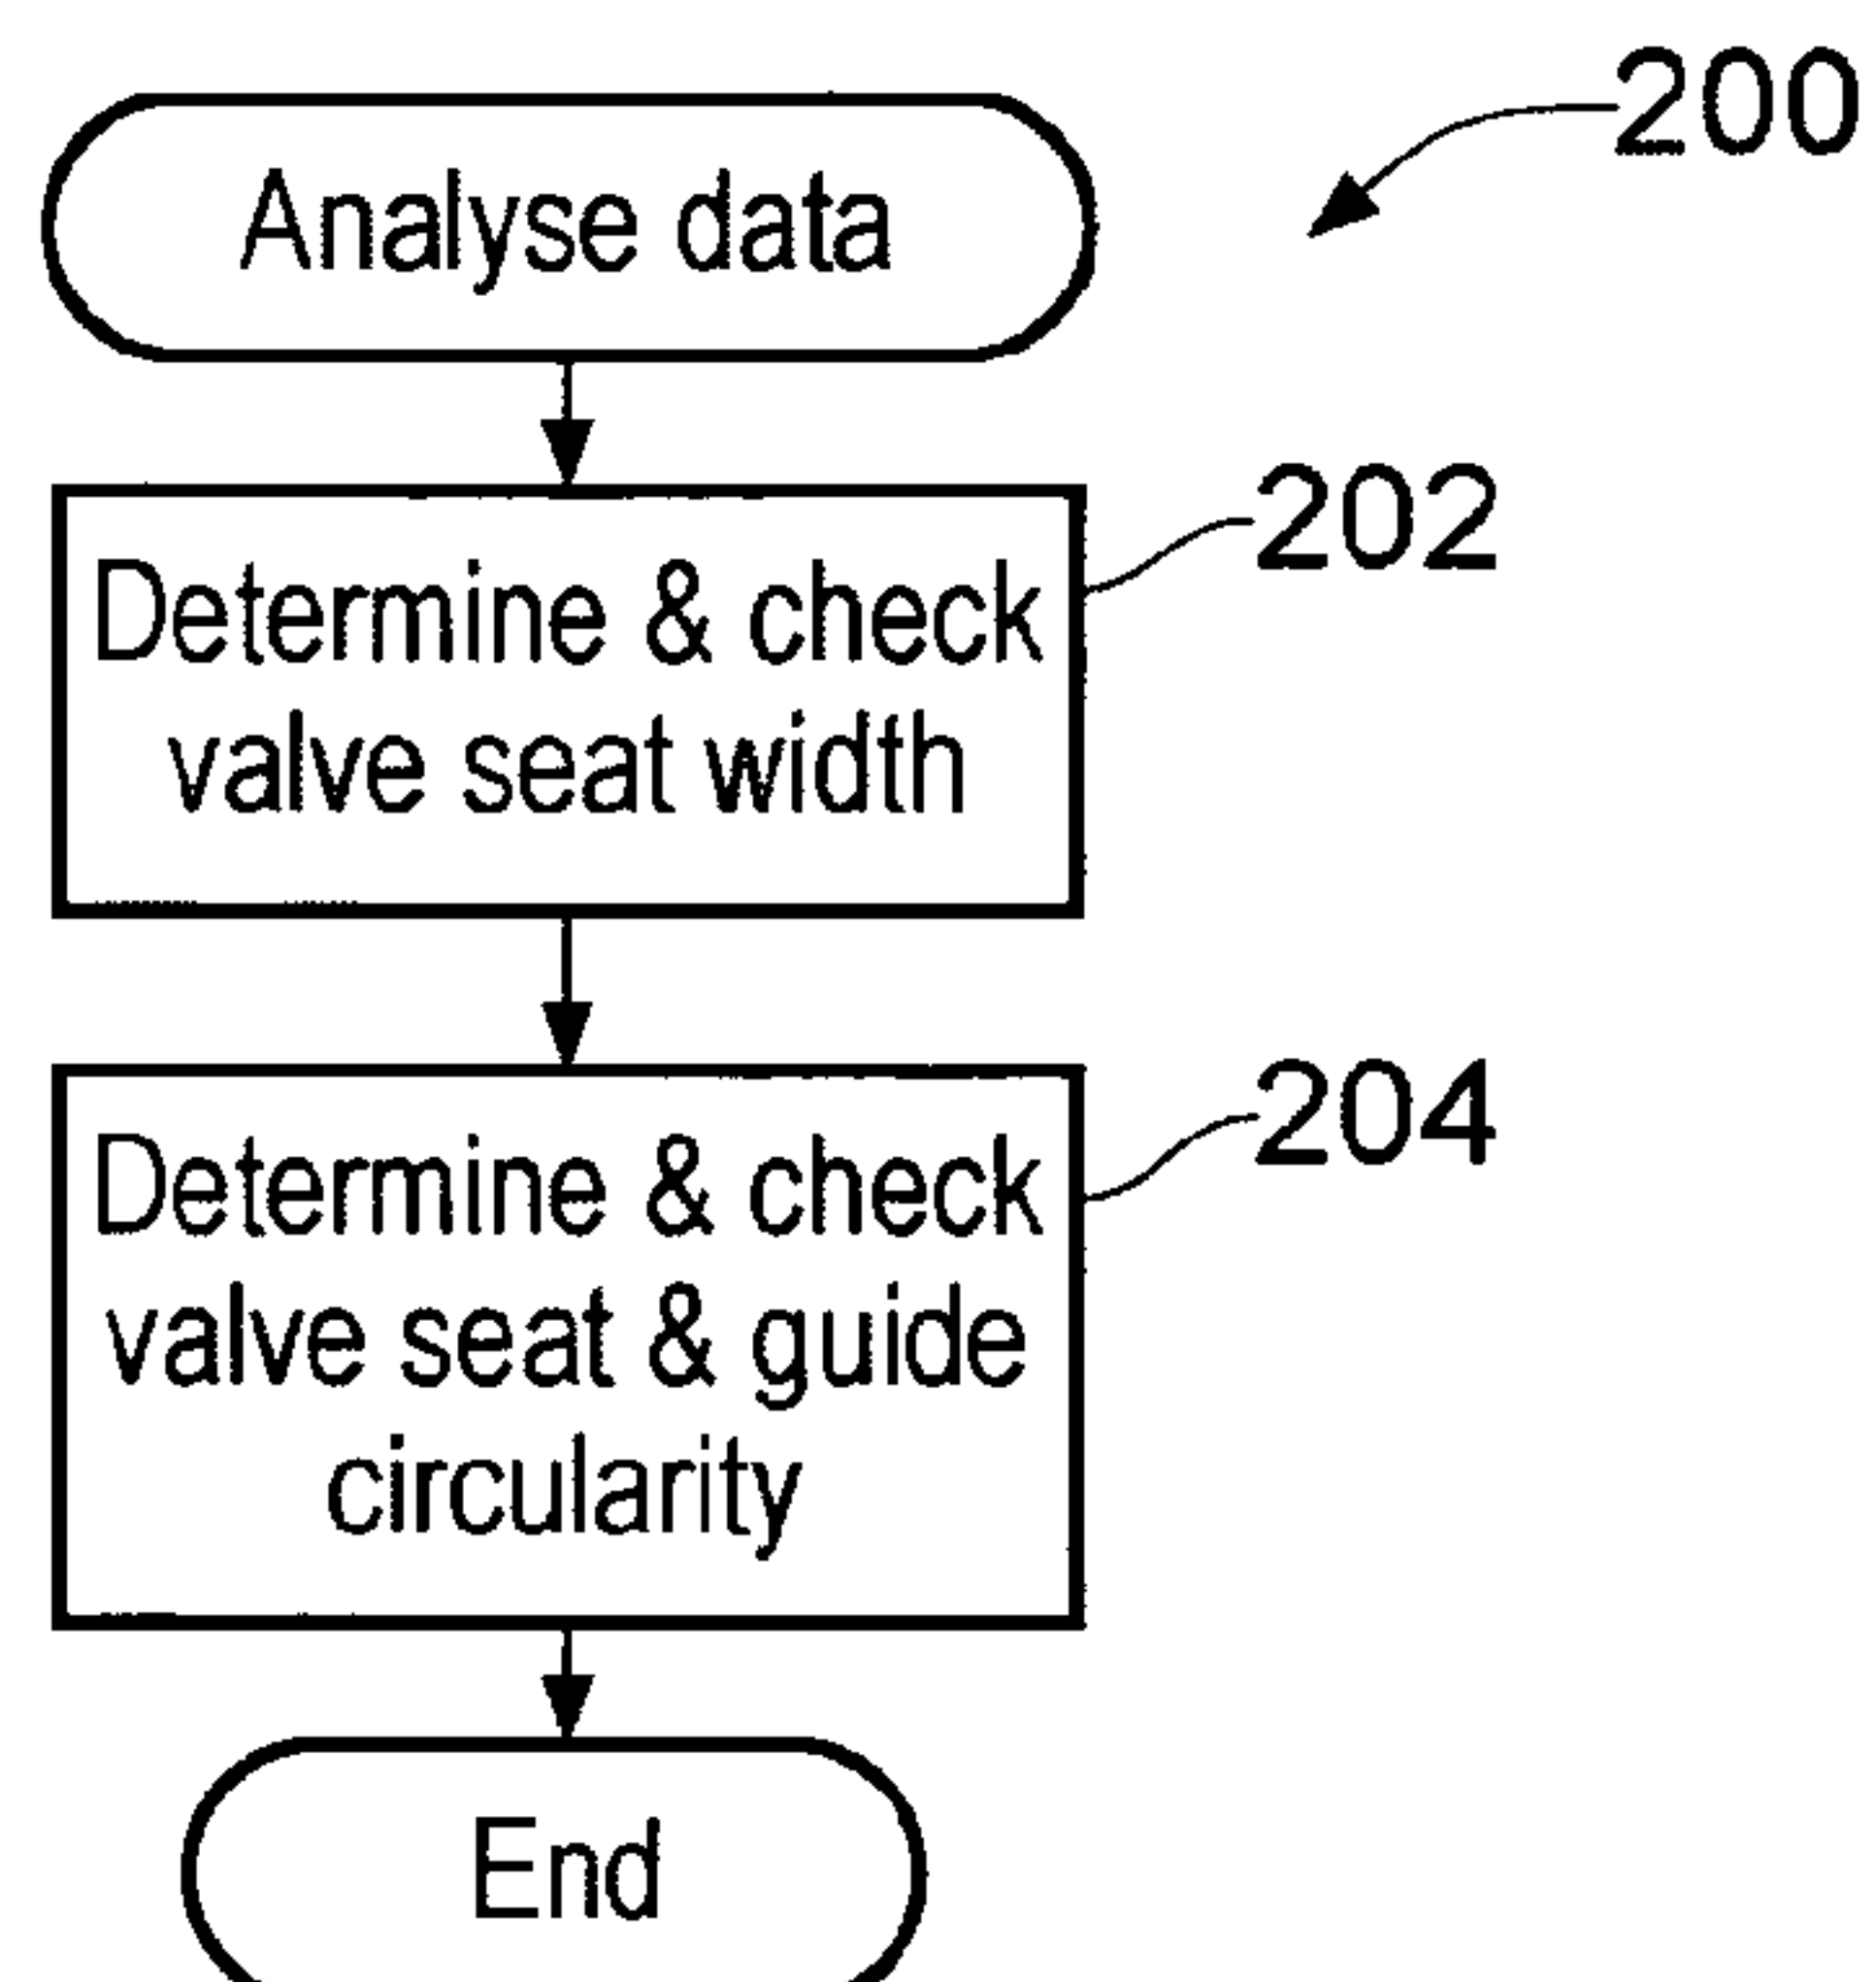 200
Analyse data
202
Determine & check
valve seat width
204
Determine & check
valve seat & guide
circularity
End